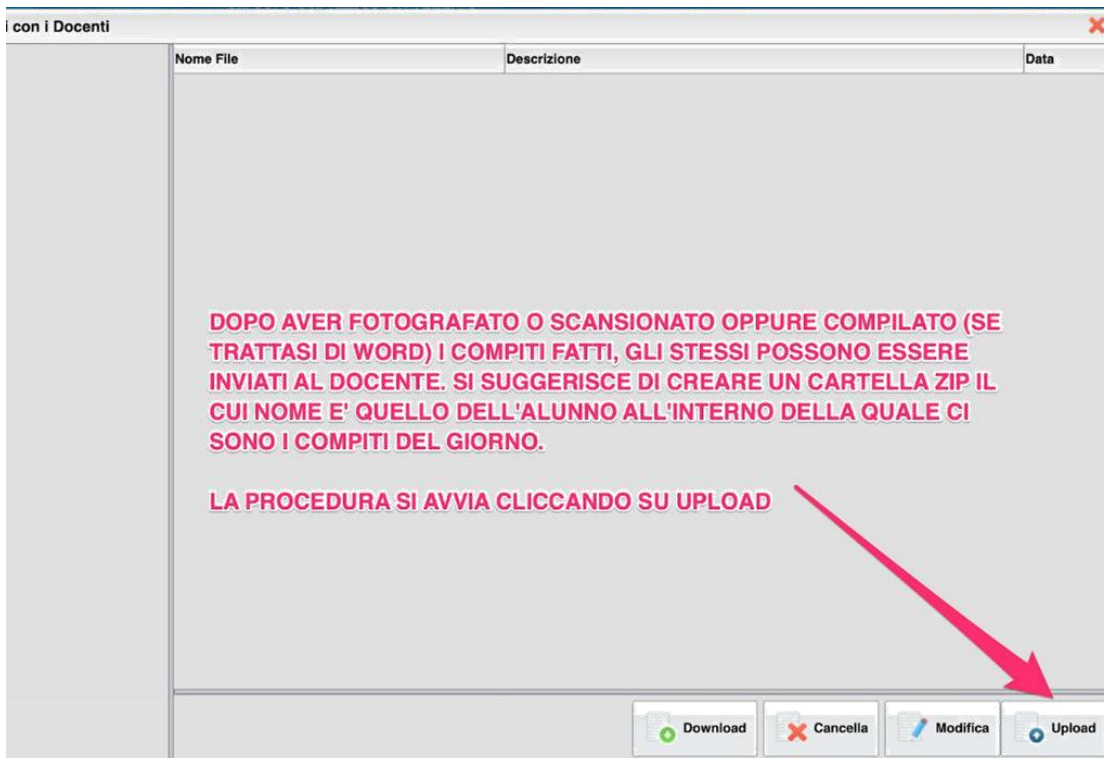 i con i Docenti
Nome File Descrizione Data
DOPO AVER FOTOGRAFATO O SCANSIONATO OPPURE COMPILATO (SE
TRATTASI DI WORD) I COMPITI FATTI, GLI STESSI POSSONO ESSERE
INVIATI AL DOCENTE. SI SUGGERISCE DI CREARE UN CARTELLA ZIP IL
CUI NOME E' QUELLO DELL'ALUNNO ALL'INTERNO DELLA QUALE CI
SONO I COMPITI DEL GIORNO.
LA PROCEDURA SI AVVIA CLICCANDO SU UPLOAD
Download Cancella Modifica Upload